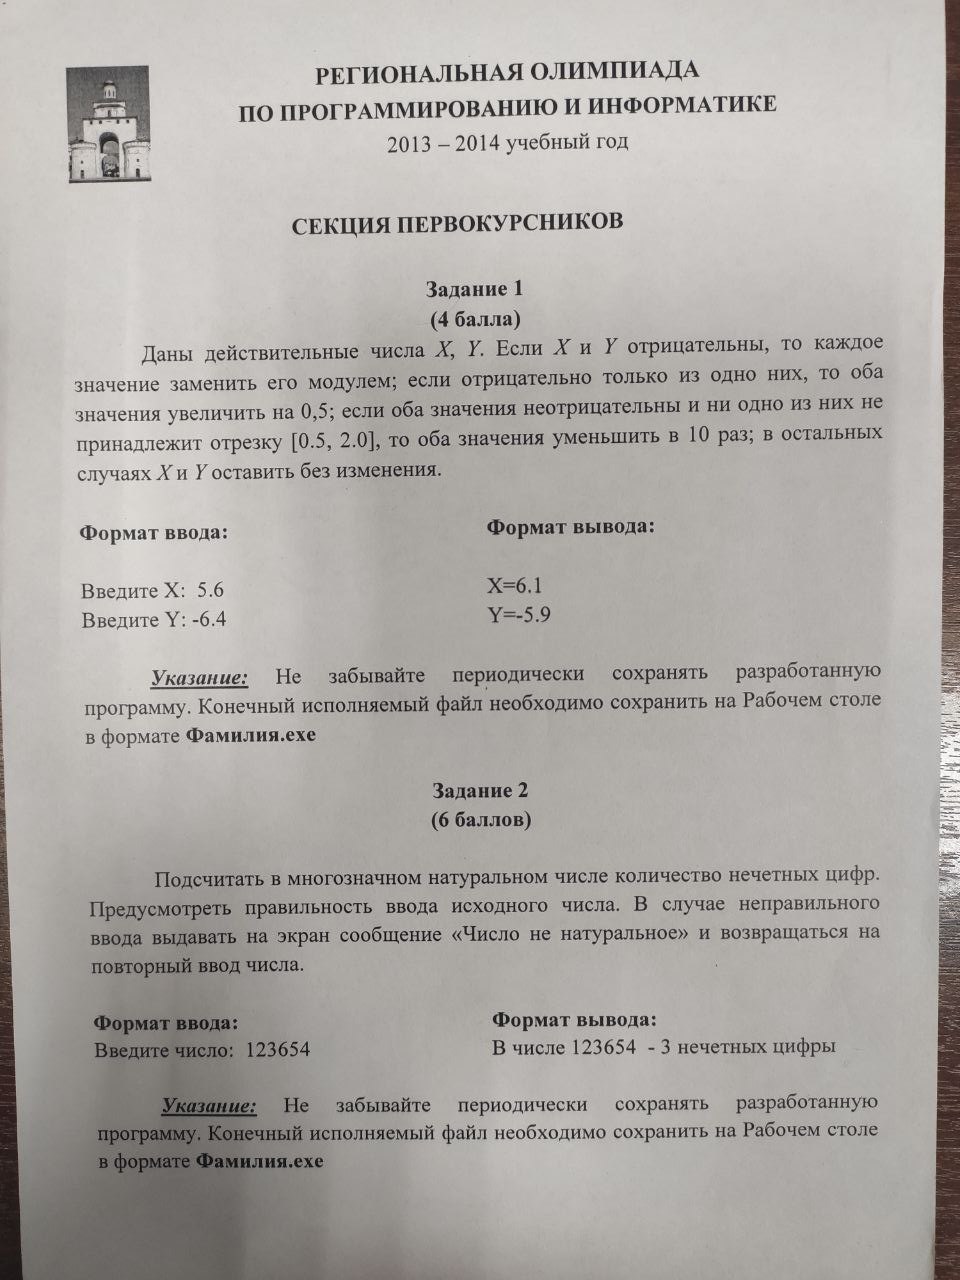 РЕГИОНАЛЬНАЯ ОЛИМПИАДА
ПО ПРОГРАММИРОВАНИЮ И ИНФОРМАТИКЕ
2013 – 2014 учебный год
СЕКЦИЯ ПЕРВОКУРСНИКОВ
Задание 1
(4 балла)
Даны действительные числа X, Y. Если X и Y отрицательны, то каждое
значение заменить его модулем; если отрицательно только из одно них, то оба
значения увеличить на 0,5; если оба значения неотрицательны и ни одно из них не
принадлежит отрезку [0.5, 2.0], то оба значения уменьшить в 10 раз; в остальных
случаях X и Y оставить без изменения.
Формат ввода: Формат вывода:
Введите X: 5.6 X=6.1
Введите Y: -6.4 Y=-5.9
Указание: Не забывайте периодически сохранять разработанную
программу. Конечный исполняемый файл необходимо сохранить на Рабочем столе
в формате Фамилия.exe
Задание 2
(6 баллов)
Подсчитать в многозначном натуральном числе количество нечетных цифр.
Предусмотреть правильность ввода исходного числа. В случае неправильного
ввода выдавать на экран сообщение «Число не натуральное» и возвращаться на
повторный ввод числа.
Формат ввода: Формат вывода:
Введите число: 123654 В числе 123654 - 3 нечетных цифры
Указание: Не забывайте периодически сохранять разработанную
программу. Конечный исполняемый файл необходимо сохранить на Рабочем столе
в формате Фамилия.exe